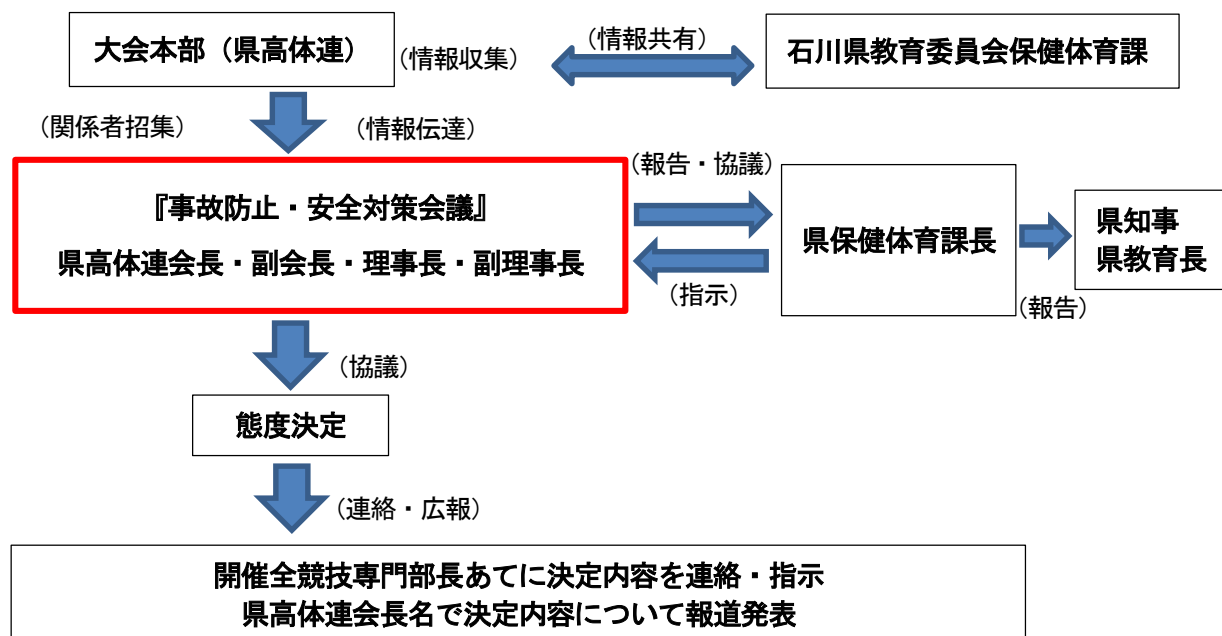 大会本部（県高体連）
(情報収集)
(情報共有)
石川県教育委員会保健体育課
(関係者招集)
(情報伝達)
『事故防止・安全対策会議』
県高体連会長・副会長・理事長・副理事長
(報告・協議)
(指示)
県保健体育課長
(報告)
県知事
県教育長
(協議)
態度決定
(連絡・広報)
開催全競技専門部長あてに決定内容を連絡・指示
県高体連会長名で決定内容について報道発表